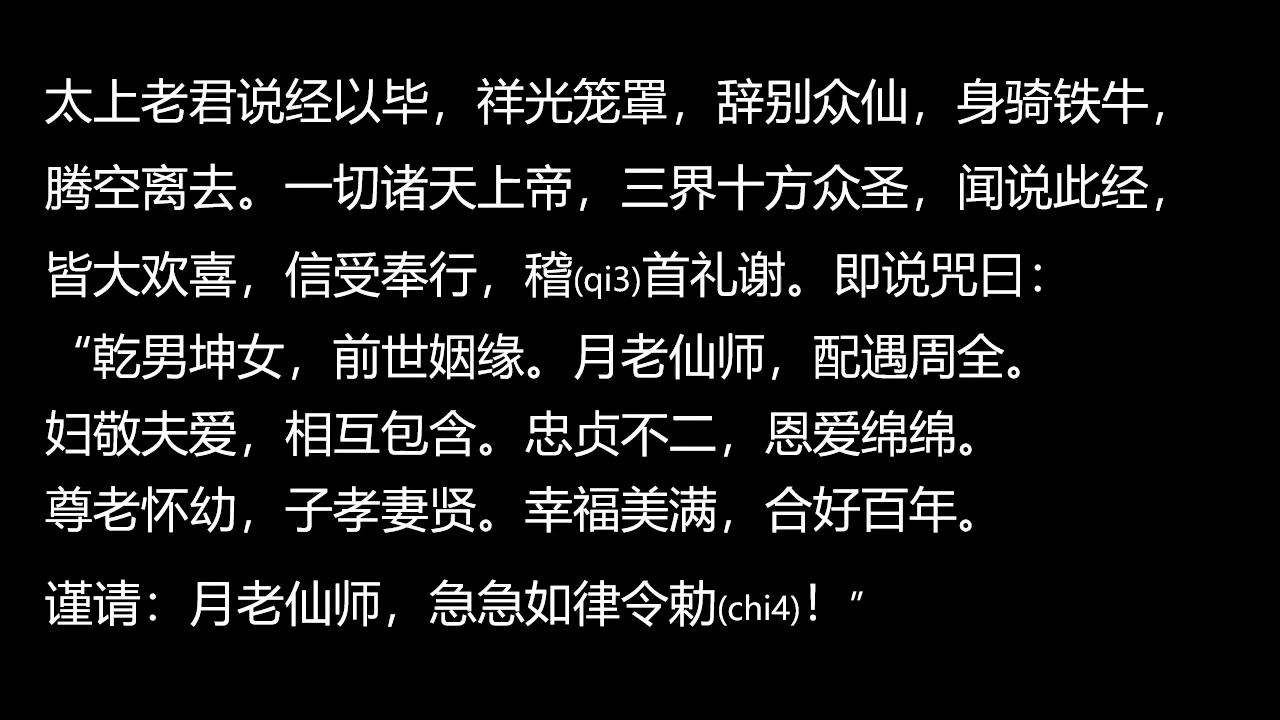 太上老君说经以毕，祥光笼罩，辞别众仙，身骑铁牛，
腾空离去。一切诸天上帝，三界十方众圣，闻说此经，
皆大欢喜，信受奉行，稽(qi3)首礼谢。即说咒曰：
“乾男坤女，前世姻缘。月老仙师，配遇周全。
妇敬夫爱，相互包含。忠贞不二，恩爱绵绵。
尊老怀幼，子孝妻贤。幸福美满，合好百年。
谨请：月老仙师，急急如律令勅(chi4)！”